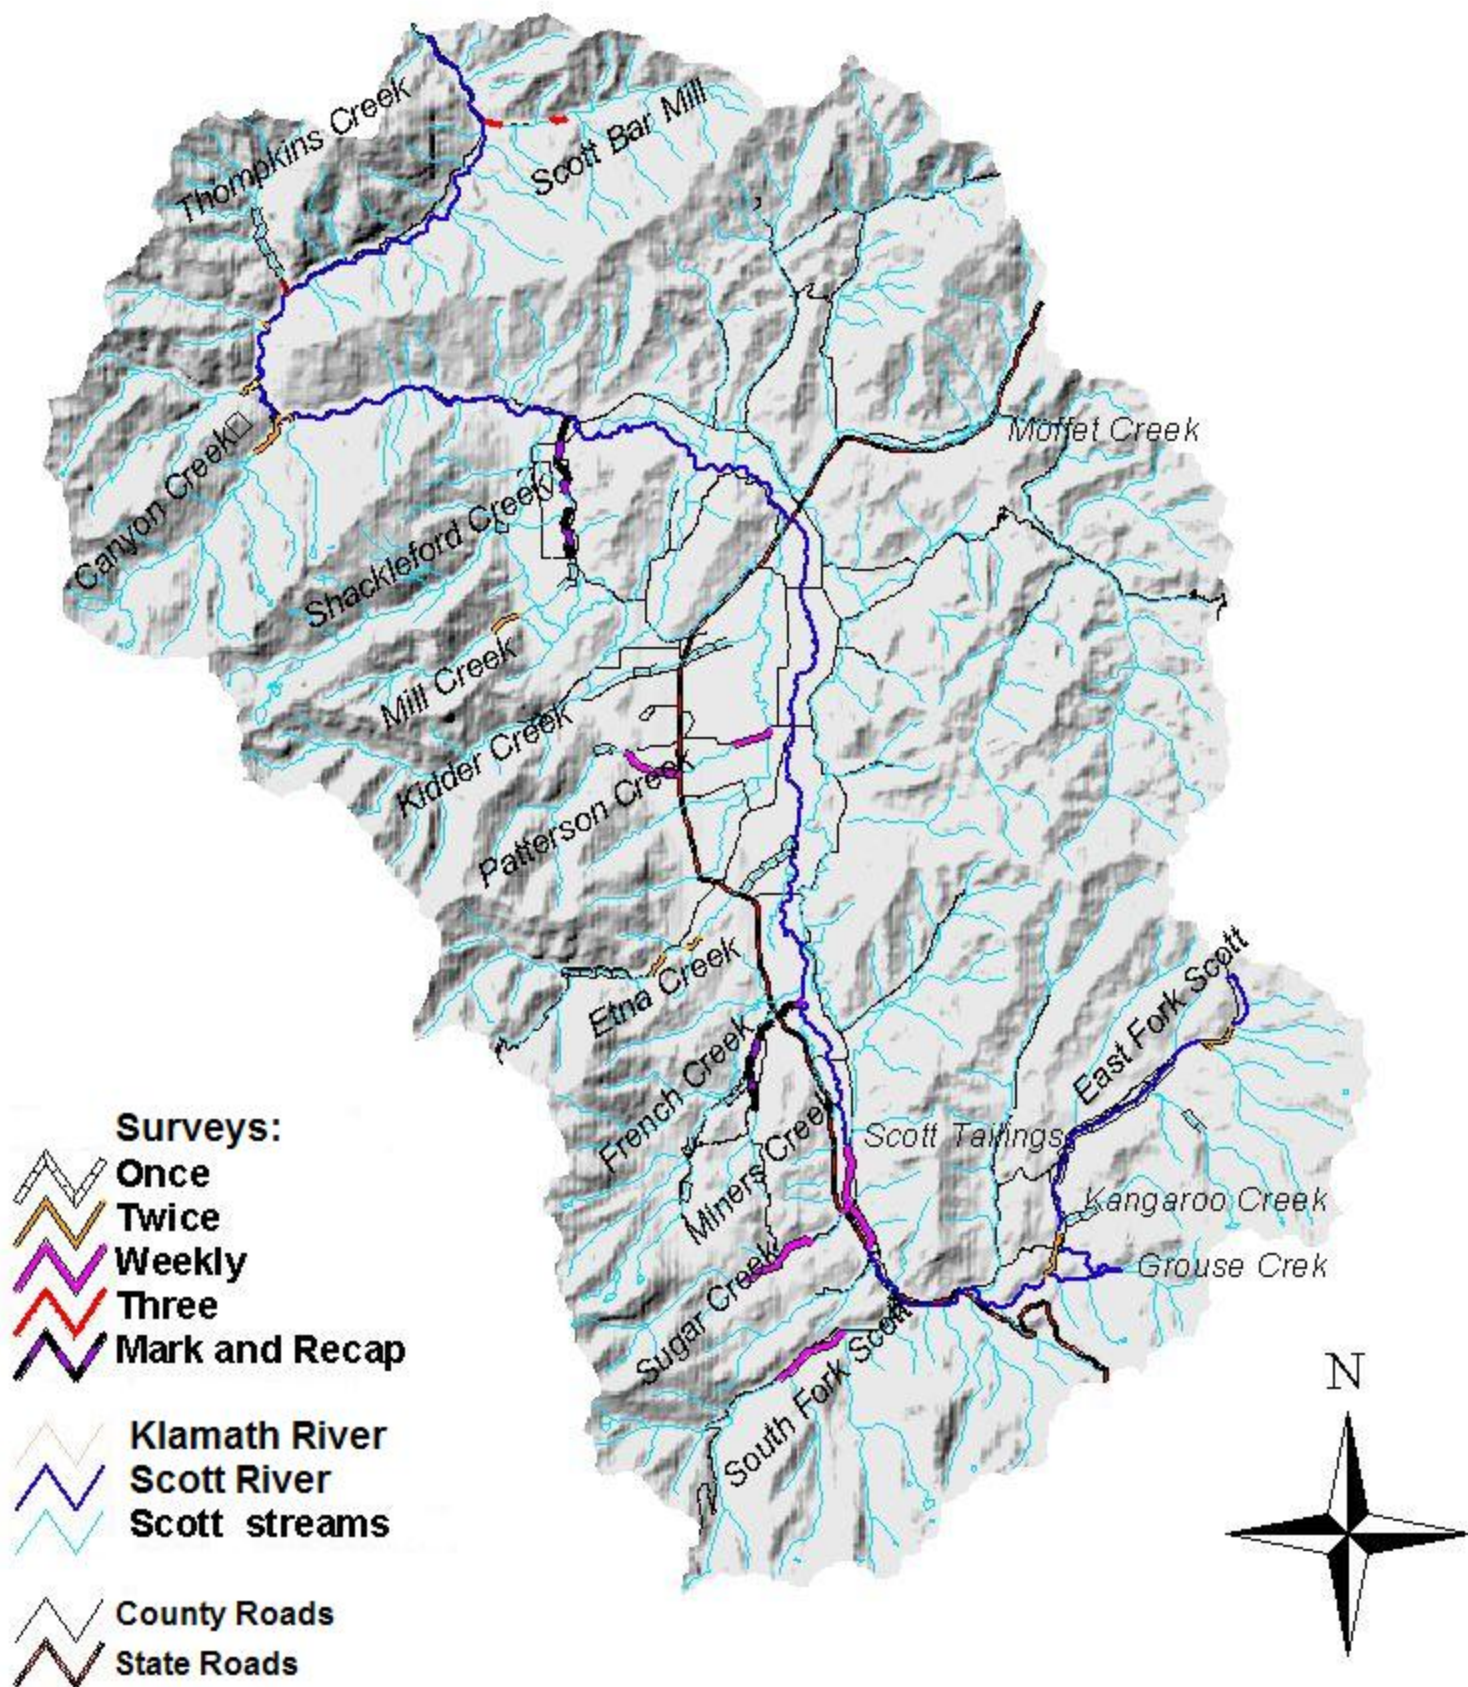 Thompkins Creek
Scott Bar Mill
Moffet Creek
Canyon Creek
Shackleford Creek
Mill Creek
Kidder Creek
Patterson Creek
Etna Creek
East Fork Scott
French Creek
Miners Creek
Scott Tailings
Kangaroo Creek
Grouse Crek
Sugar Creek
South Fork Scott
Surveys:
Once
Twice
Weekly
Three
Mark and Recap
Klamath River
Scott River
Scott streams
County Roads
State Roads
N